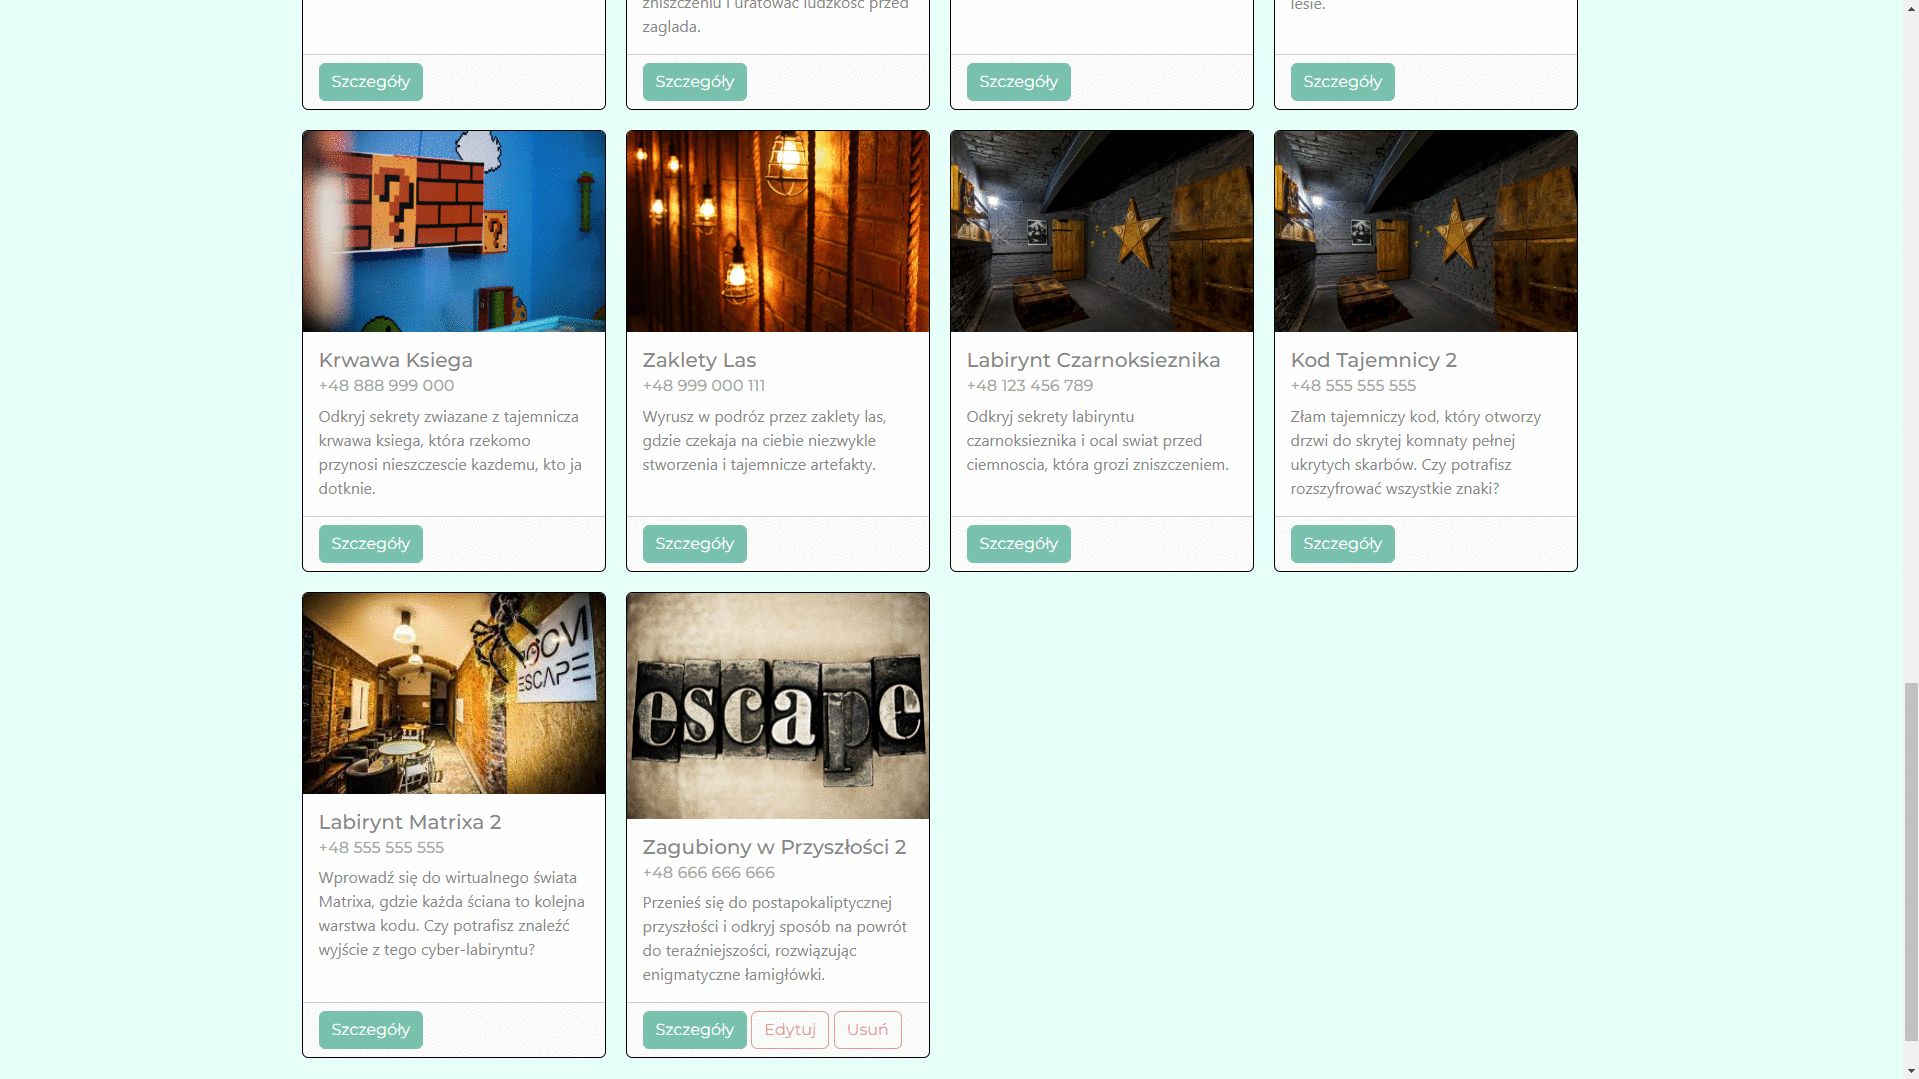 zniszczeniu i uratowac ludzkosc przed
zaglada.
lesie.
Szczegóły
Szczegóły
Szczegóły
Szczegóły
?
?
Krwawa Ksiega
+48 888 999 000
Odkryj sekrety zwiazane z tajemnicza
krwawa ksiega, która rzekomo
przynosi nieszczescie kazdemu, kto ja
dotknie.
Szczegóły
Zaklety Las
+48 999 000 111
Wyrusz w podróz przez zaklety las,
gdzie czekaja na ciebie niezwykle
stworzenia i tajemnicze artefakty.
Szczegóły
Labirynt Czarnoksieznika
+48 123 456 789
Odkryj sekrety labiryntu
czarnoksieznika i ocal swiat przed
ciemnoscia, która grozi zniszczeniem.
Szczegóły
Kod Tajemnicy 2
+48 555 555 555
Złam tajemniczy kod, który otworzy
drzwi do skrytej komnaty pełnej
ukrytych skarbów. Czy potrafisz
rozszyfrować wszystkie znaki?
Szczegóły
ESCAPE
Labirynt Matrixa 2
+48 555 555 555
Wprowadź się do wirtualnego świata
Matrixa, gdzie każda ściana to kolejna
warstwa kodu. Czy potrafisz znaleźć
wyjście z tego cyber-labiryntu?
Szczegóły
escape
Zagubiony w Przyszłości 2
+48 666 666 666
Przenieś się do postapokaliptycznej
przyszłości i odkryj sposób na powrót
do teraźniejszości, rozwiązując
enigmatyczne łamigłówki.
Szczegóły Edytuj Usuń